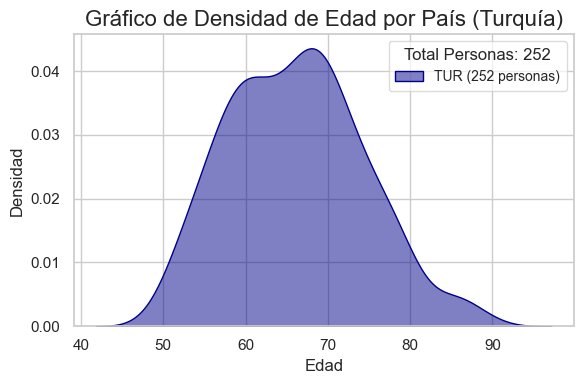 Gráfico de Densidad de Edad por País (Turquía)
Total Personas: 252
TUR (252 personas)
Densidad
0.04
0.03
0.02
0.01
0.00
40 50 60 70 80 90
Edad